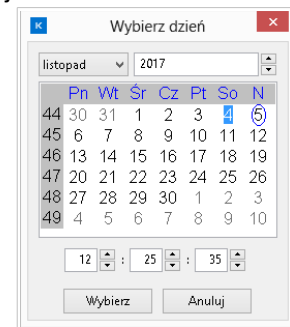 K Wybierz dzień ×
listopad 2017
Pn Wt Śr Cz Pt So N
44 30 31 1 2 3 4 5
45 6 7 8 9 10 11 12
46 13 14 15 16 17 18 19
47 20 21 22 23 24 25 26
48 27 28 29 30 1 2 3
49 4 5 6 7 8 9 10
12 : 25 : 35
Wybierz Anuluj